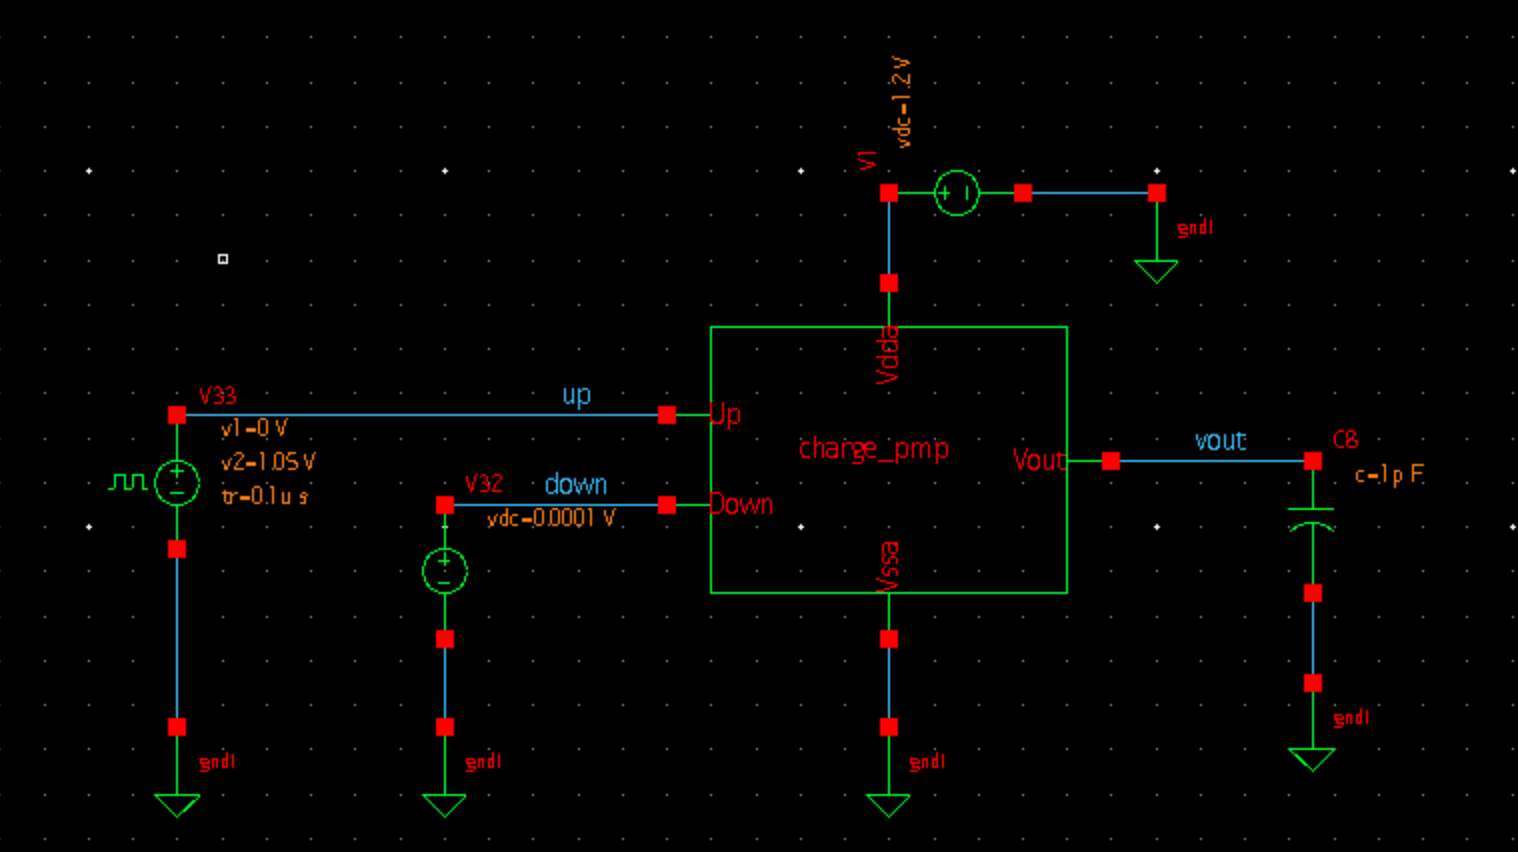 vdc=1.2 V
V1
gnd!
Vdda
V33
up
Up
v1=0 V
v2=1.05 V
tr=0.1u s
V32
down
Down
vdc=0.0001 V
charge_pmp
Vout
vout
C8
c=1p F
Vssa
gnd!
gnd!
gnd!
gnd!